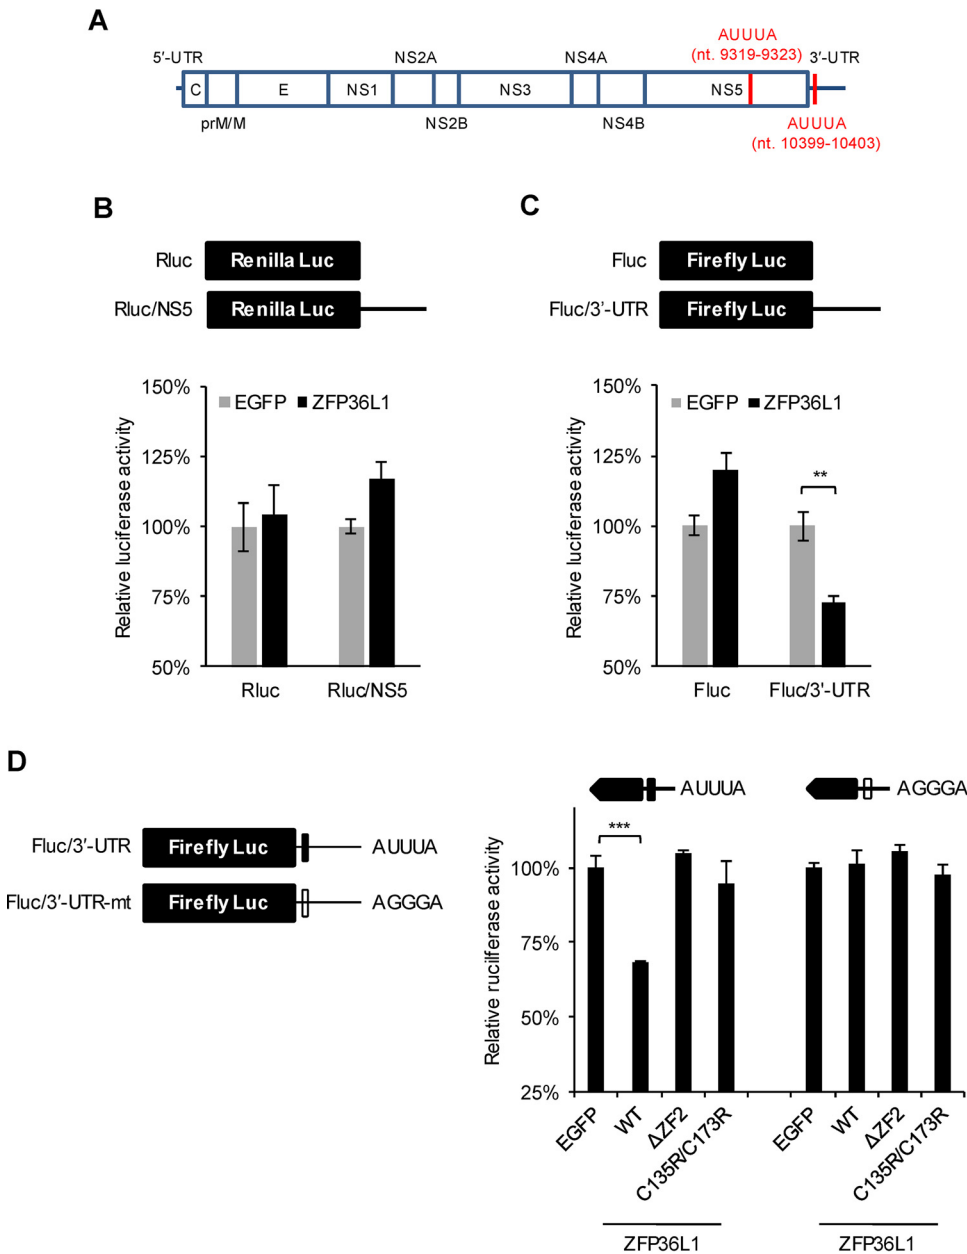 A
AUUUA
(nt. 9319-9323)
5′-UTR
NS2A
NS4A
3′-UTR
C
E
NS1
NS3
NS5
prM/M
NS2B
NS4B
AUUUA
(nt. 10399-10403)
B
Rluc
Renilla Luc
Rluc/NS5
Renilla Luc
150%
125%
100%
75%
50%
Relative luciferase activity
EGFP
ZFP36L1
Rluc
Rluc/NS5
C
Fluc
Firefly Luc
Fluc/3′-UTR
Firefly Luc
150%
125%
100%
75%
50%
Relative luciferase activity
EGFP
ZFP36L1
**
Fluc
Fluc/3'-UTR
D
Fluc/3′-UTR
Firefly Luc
AUUUA
Fluc/3′-UTR-mt
Firefly Luc
AGGGA
AUUUA
AGGGA
***
100%
75%
50%
25%
Relative rucilferase activity
EGFP
WT
ΔZF2
C135R/C173R
EGFP
WT
ΔZF2
C135R/C173R
ZFP36L1
ZFP36L1